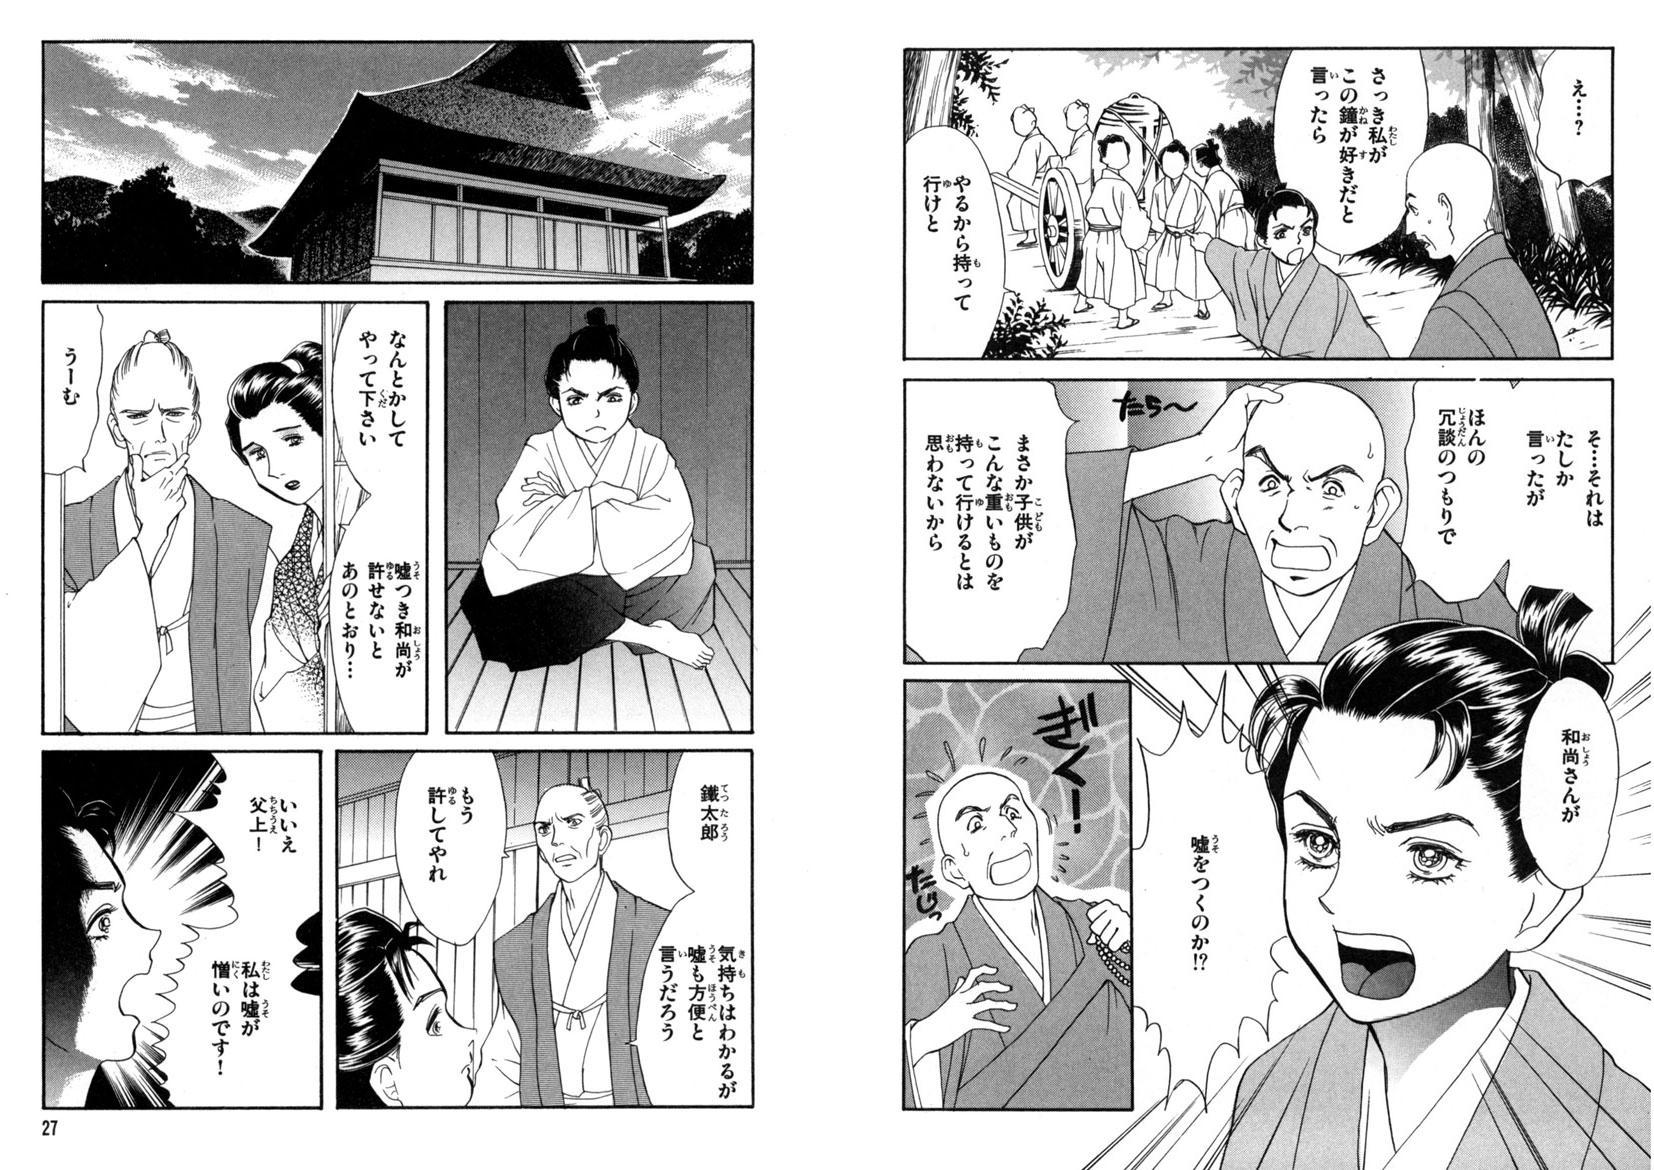 え…?
さっき私が
この鐘が好きだと
言ったら
やるから持って
行けと
そ…それは
たしか
言ったが
ほんの
冗談のつもりで
たら〜
まさか子供が
こんな重いものを
持って行けるとは
思わないから
和尚さんが
嘘をつくのか!?
ぎくり!
たじっ
なんとかして
やって下さい
嘘つき和尚が
許せないと
あのとおり…
うーむ
鐵太郎
気持ちはわかるが
嘘も方便と
言うだろう
もう
許してやれ
いいえ
父上!
私は嘘が
憎いのです!
27